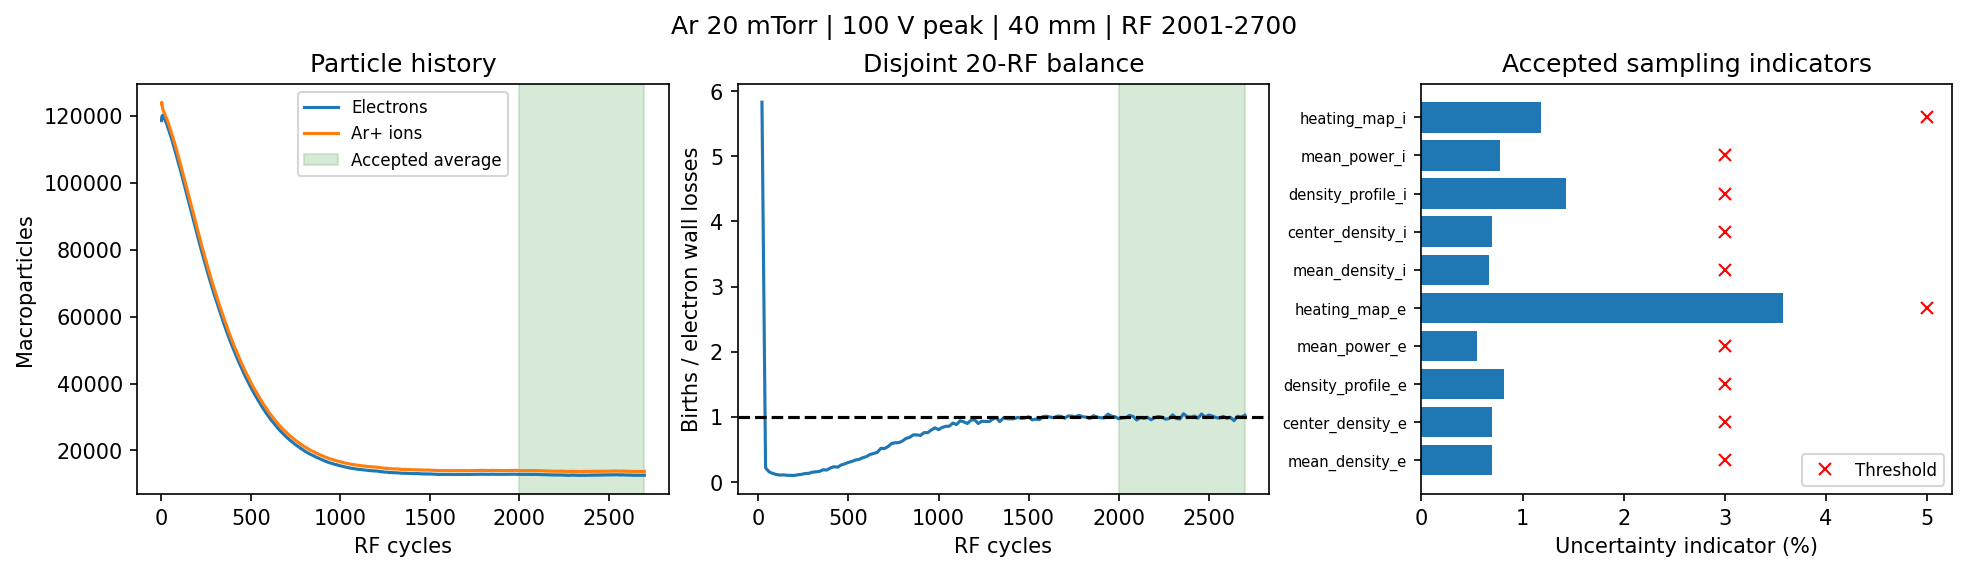 Ar 20 mTorr | 100 V peak | 40 mm | RF 2001-2700
Particle history
Macroparticles
120000
100000
80000
60000
40000
20000
Electrons
Ar+ ions
Accepted average
0 500 1000 1500 2000 2500
RF cycles
Disjoint 20-RF balance
Births / electron wall losses
6
5
4
3
2
1
0
0 500 1000 1500 2000 2500
RF cycles
Accepted sampling indicators
heating_map_i
mean_power_i
density_profile_i
center_density_i
mean_density_i
heating_map_e
mean_power_e
density_profile_e
center_density_e
mean_density_e
Threshold
0 1 2 3 4 5
Uncertainty indicator (%)